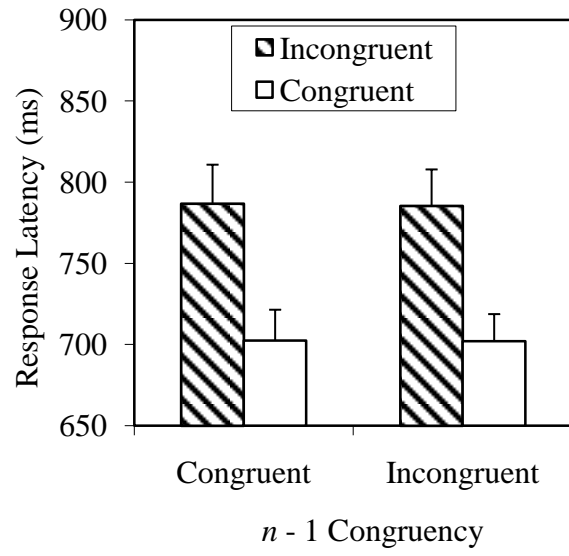 900
850
800
750
700
650
Response Latency (ms)
Incongruent
Congruent
Congruent
Incongruent
n - 1 Congruency